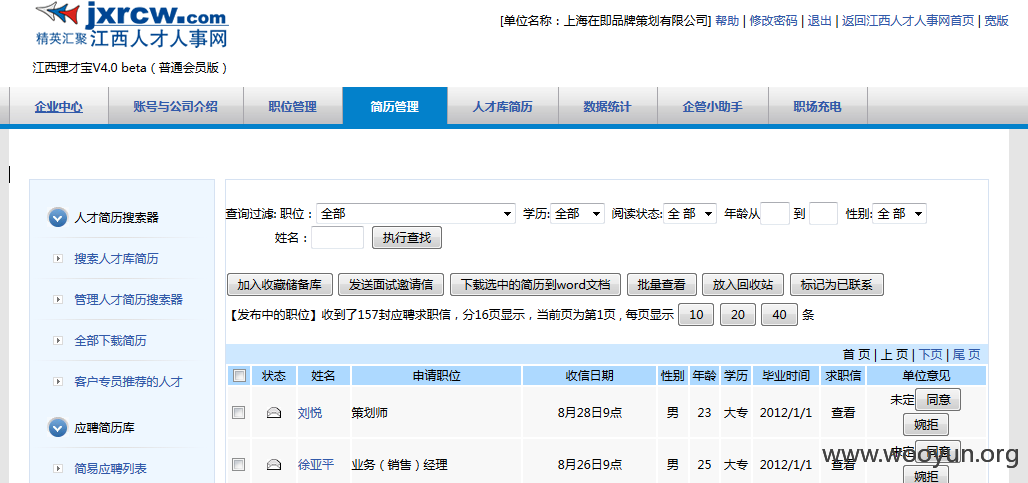 jxrcw.com
精英汇聚 江西人才人事网
[单位名称：上海在即品牌策划有限公司] 帮助 | 修改密码 | 退出 | 返回江西人才人事网首页 | 宽版
江西理才宝V4.0 beta（普通会员版）
企业中心 账号与公司介绍 职位管理 简历管理 人才库简历 数据统计 企管小助手 职场充电
人才简历搜索器
搜索人才库简历
管理人才简历搜索器
全部下载简历
客户专员推荐的人才
应聘简历库
简易应聘列表
查询过滤: 职位： 全部 学历: 全部 阅读状态: 全 部 年龄从 到 性别: 全 部
姓名： 执行查找
加入收藏储备库 发送面试邀请信 下载选中的简历到word文档 批量查看 放入回收站 标记为已联系
【发布中的职位】收到了157封应聘求职信，分16页显示，当前页为第1页，每页显示 10 20 40 条
首 页 | 上 页 | 下页 | 尾 页
状态 姓名 申请职位 收信日期 性别 年龄 学历 毕业时间 求职信 单位意见
刘悦 策划师 8月28日9点 男 23 大专 2012/1/1 查看 未定 同意
婉拒
徐亚平 业务（销售）经理 8月26日9点 男 25 大专 2012/1/1 查看 未定 同意
婉拒
www.wooyun.org